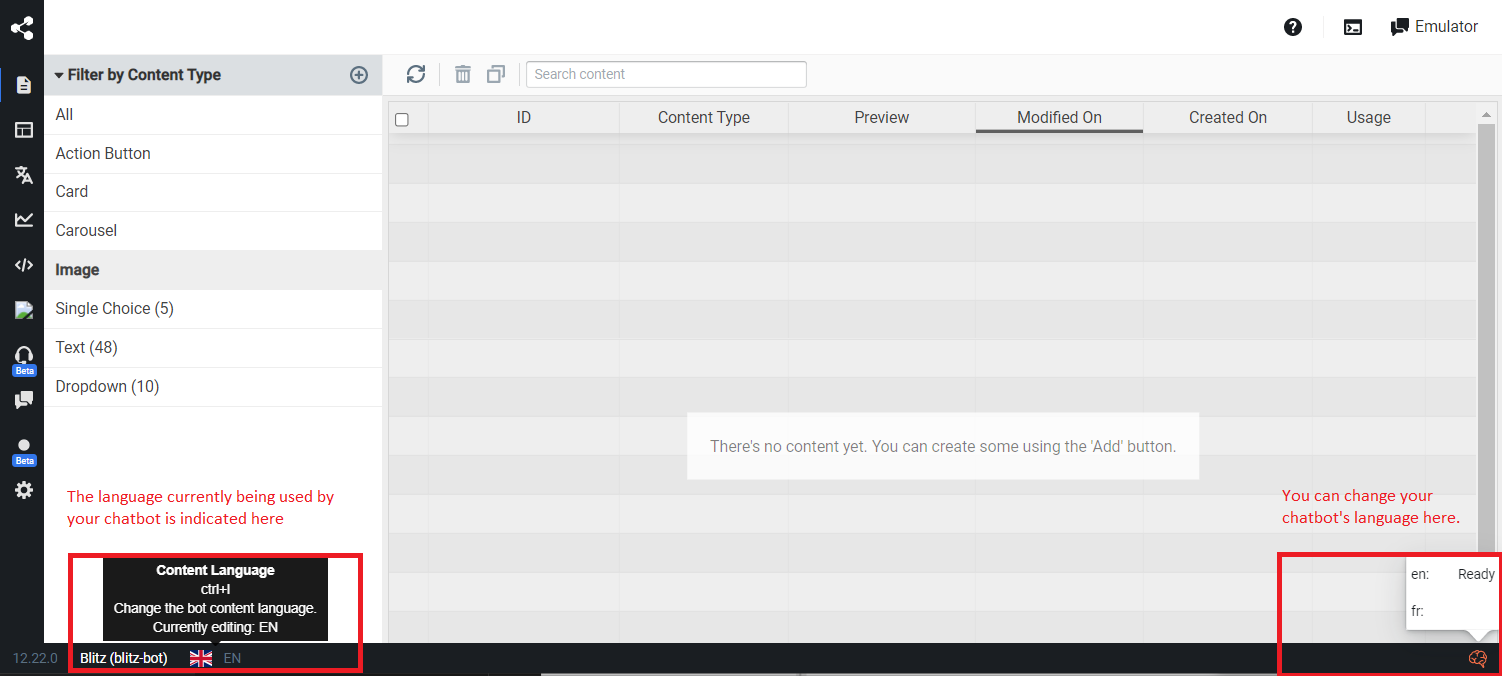 Emulator
Filter by Content Type
Search content
All
Action Button
Card
Carousel
Image
Single Choice (5)
Text (48)
Dropdown (10)
ID Content Type Preview Modified On Created On Usage
There's no content yet. You can create some using the 'Add' button.
Beta
Beta
The language currently being used by
your chatbot is indicated here
You can change your
chatbot's language here.
Content Language
ctrl+l
Change the bot content language.
Currently editing: EN
en: Ready
fr:
12.22.0 Blitz (blitz-bot) EN